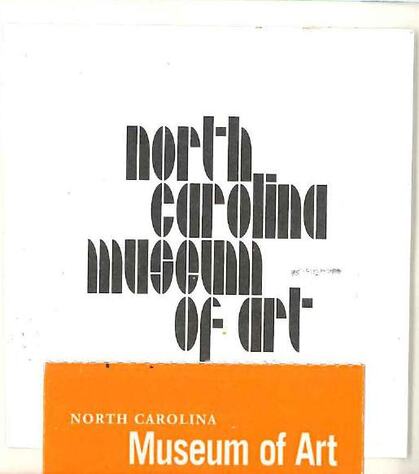 north
carolina
museum
of art
NORTH CAROLINA
Museum of Art